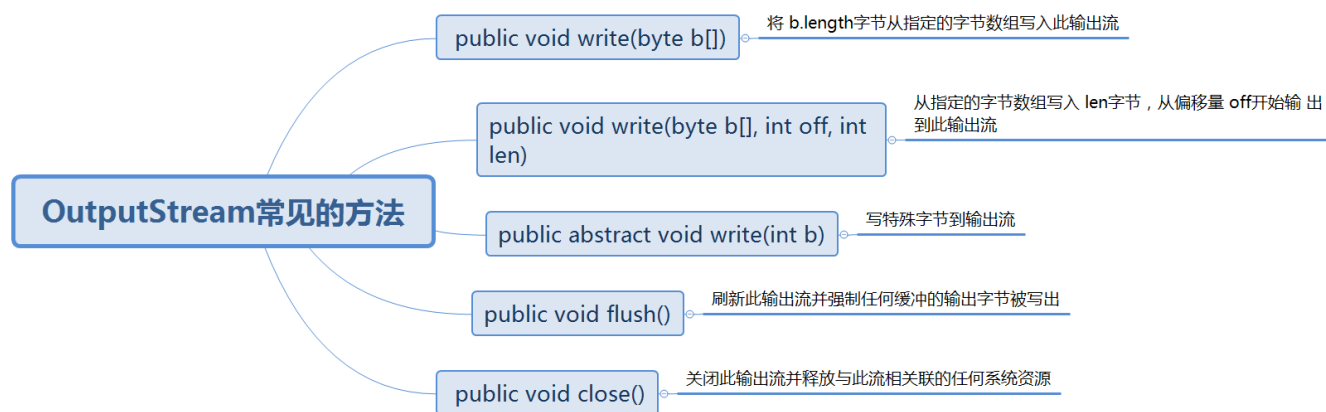 OutputStream常见的方法
public void write(byte b[])
将 b.length字节从指定的字节数组写入此输出流
public void write(byte b[], int off, int
len)
从指定的字节数组写入 len字节，从偏移量 off开始输 出
到此输出流
public abstract void write(int b)
写特殊字节到输出流
public void flush()
刷新此输出流并强制任何缓冲的输出字节被写出
public void close()
关闭此输出流并释放与此流相关联的任何系统资源